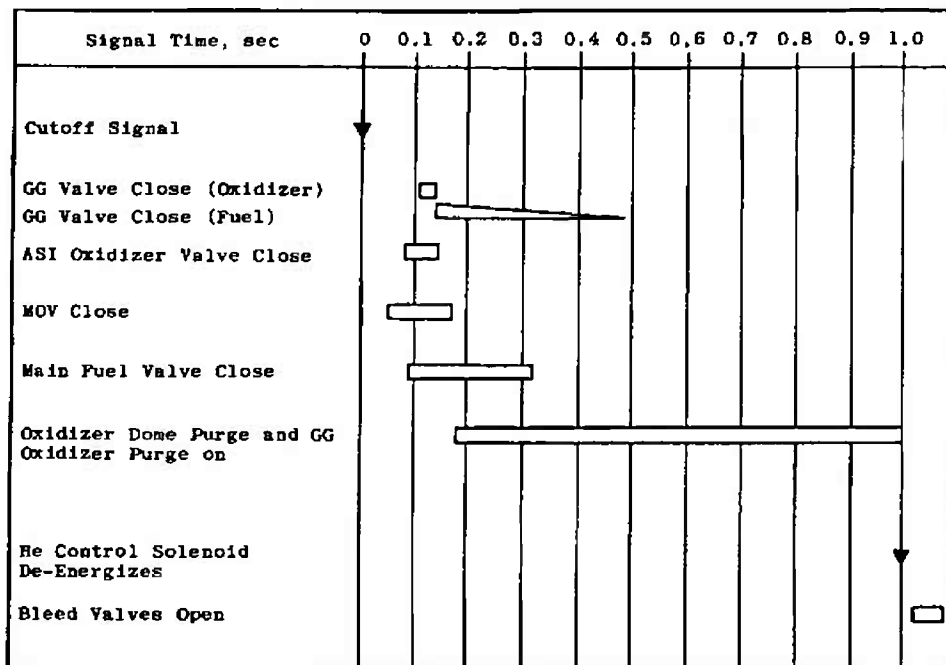 Signal Time, sec 0 0.1 0.2 0.3 0.4 0.5 0.6 0.7 0.8 0.9 1.0
Cutoff Signal
GG Valve Close (Oxidizer)
GG Valve Close (Fuel)
ASI Oxidizer Valve Close
MOV Close
Main Fuel Valve Close
Oxidizer Dome Purge and GG
Oxidizer Purge on
He Control Solenoid
De-Energizes
Bleed Valves Open